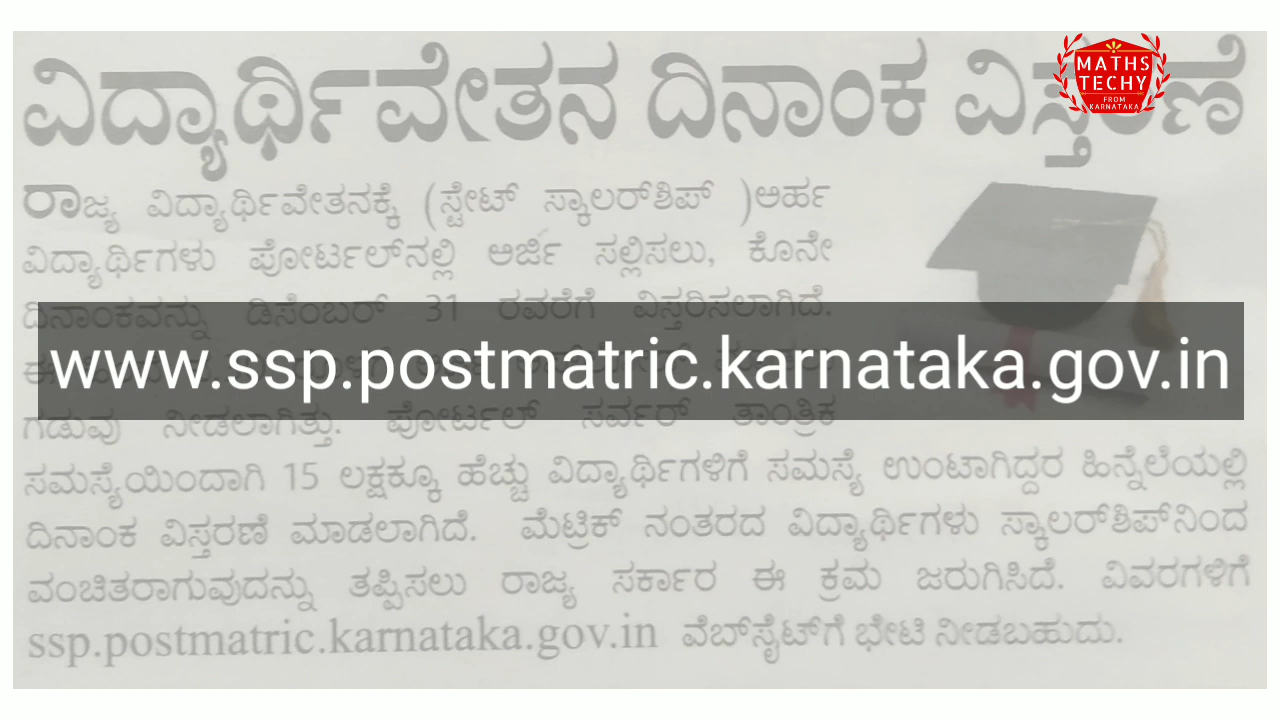 ವಿದ್ಯಾರ್ಥಿವೇತನ ದಿನಾಂಕ ವಿಸ್ತರಣೆ
MATHS
TECHY
FROM
KARNATAKA
ರಾಜ್ಯ ವಿದ್ಯಾರ್ಥಿವೇತನಕ್ಕೆ (ಸ್ಟೇಟ್ ಸ್ಕಾಲರ್‌ಶಿಪ್ )ಅರ್ಹ
ವಿದ್ಯಾರ್ಥಿಗಳು ಪೋರ್ಟಲ್‌ನಲ್ಲಿ ಅರ್ಜಿ ಸಲ್ಲಿಸಲು, ಕೊನೇ
ದಿನಾಂಕವನ್ನು ಡಿಸೆಂಬರ್ 31 ರವರೆಗೆ ವಿಸ್ತರಿಸಲಾಗಿದೆ.
www.ssp.postmatric.karnataka.gov.in
ಗಡುವು ನೀಡಲಾಗಿತ್ತು. ಪೋರ್ಟಲ್ ಸರ್ವರ್ ತಾಂತ್ರಿಕ
ಸಮಸ್ಯೆಯಿಂದಾಗಿ 15 ಲಕ್ಷಕ್ಕೂ ಹೆಚ್ಚು ವಿದ್ಯಾರ್ಥಿಗಳಿಗೆ ಸಮಸ್ಯೆ ಉಂಟಾಗಿದ್ದರ ಹಿನ್ನೆಲೆಯಲ್ಲಿ
ದಿನಾಂಕ ವಿಸ್ತರಣೆ ಮಾಡಲಾಗಿದೆ. ಮೆಟ್ರಿಕ್ ನಂತರದ ವಿದ್ಯಾರ್ಥಿಗಳು ಸ್ಕಾಲರ್‌ಶಿಪ್‌ನಿಂದ
ವಂಚಿತರಾಗುವುದನ್ನು ತಪ್ಪಿಸಲು ರಾಜ್ಯ ಸರ್ಕಾರ ಈ ಕ್ರಮ ಜರುಗಿಸಿದೆ. ವಿವರಗಳಿಗೆ
ssp.postmatric.karnataka.gov.in ವೆಬ್‌ಸೈಟ್‌ಗೆ ಭೇಟಿ ನೀಡಬಹುದು.